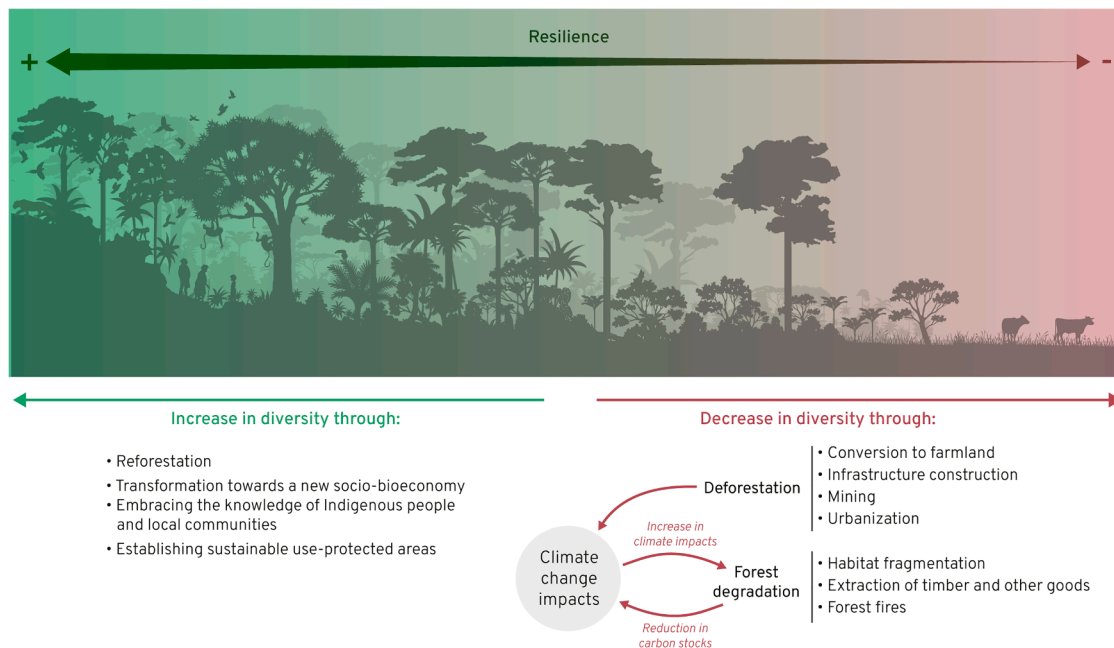 Resilience
+
-
Increase in diversity through:
• Reforestation
• Transformation towards a new socio-bioeconomy
• Embracing the knowledge of Indigenous people
and local communities
• Establishing sustainable use-protected areas
Decrease in diversity through:
Deforestation
• Conversion to farmland
• Infrastructure construction
• Mining
• Urbanization
Climate
change
impacts
Increase in
climate impacts
Forest
degradation
• Habitat fragmentation
• Extraction of timber and other goods
• Forest fires
Reduction in
carbon stocks